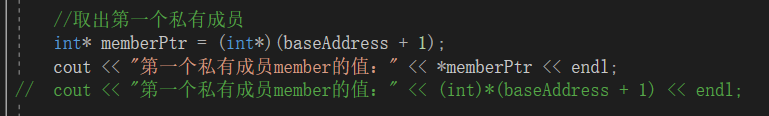 //取出第一个私有成员
int* memberPtr = (int*)(baseAddress + 1);
cout << "第一个私有成员member的值：" << *memberPtr << endl;
// cout << "第一个私有成员member的值：" << (int)*(baseAddress + 1) << endl;